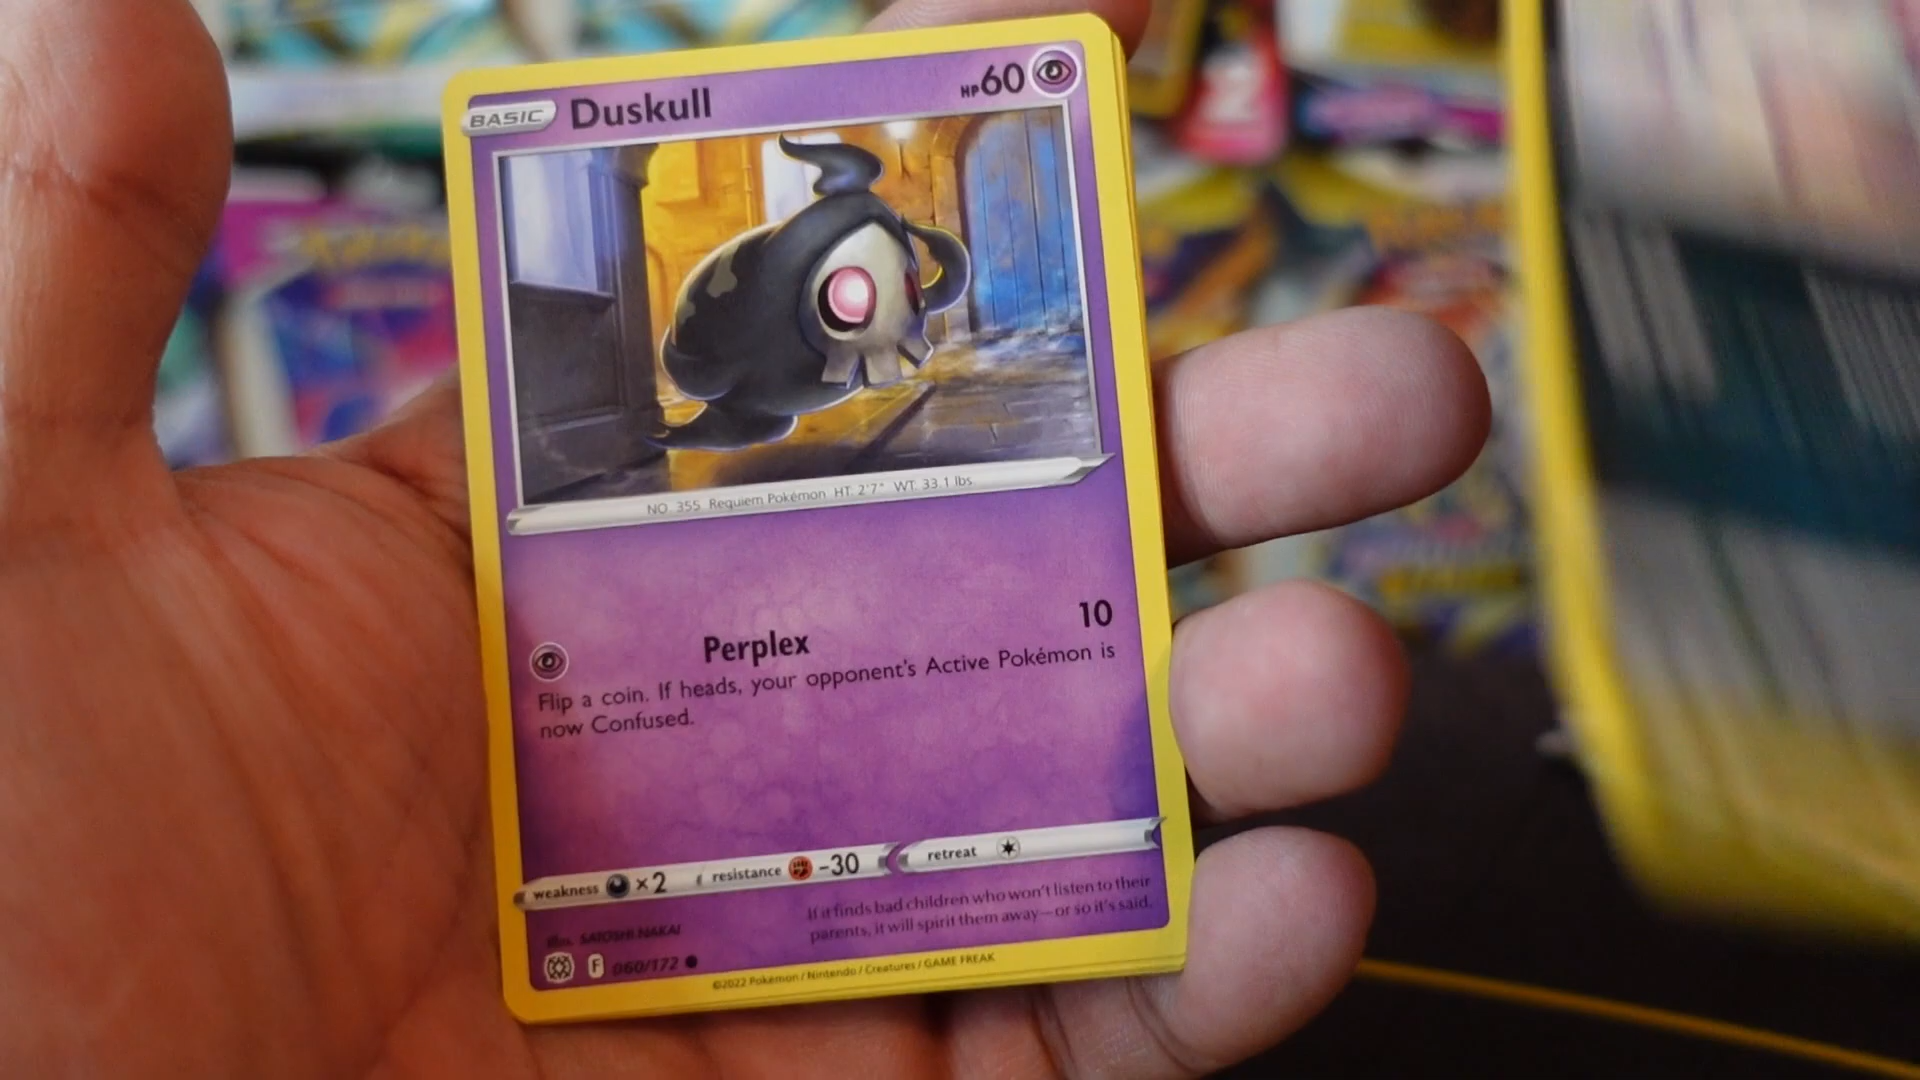 BASIC Duskull HP 60
NO. 355 Requiem Pokémon HT: 2'7" WT: 33.1 lbs
Perplex 10
Flip a coin. If heads, your opponent's Active Pokémon is
now Confused.
weakness ×2 resistance -30 retreat
If it finds bad children who won't listen to their
parents, it will spirit them away—or so it's said.
Illus. SATOSHI NAKAI
F 060/172
©2022 Pokémon / Nintendo / Creatures / GAME FREAK
2